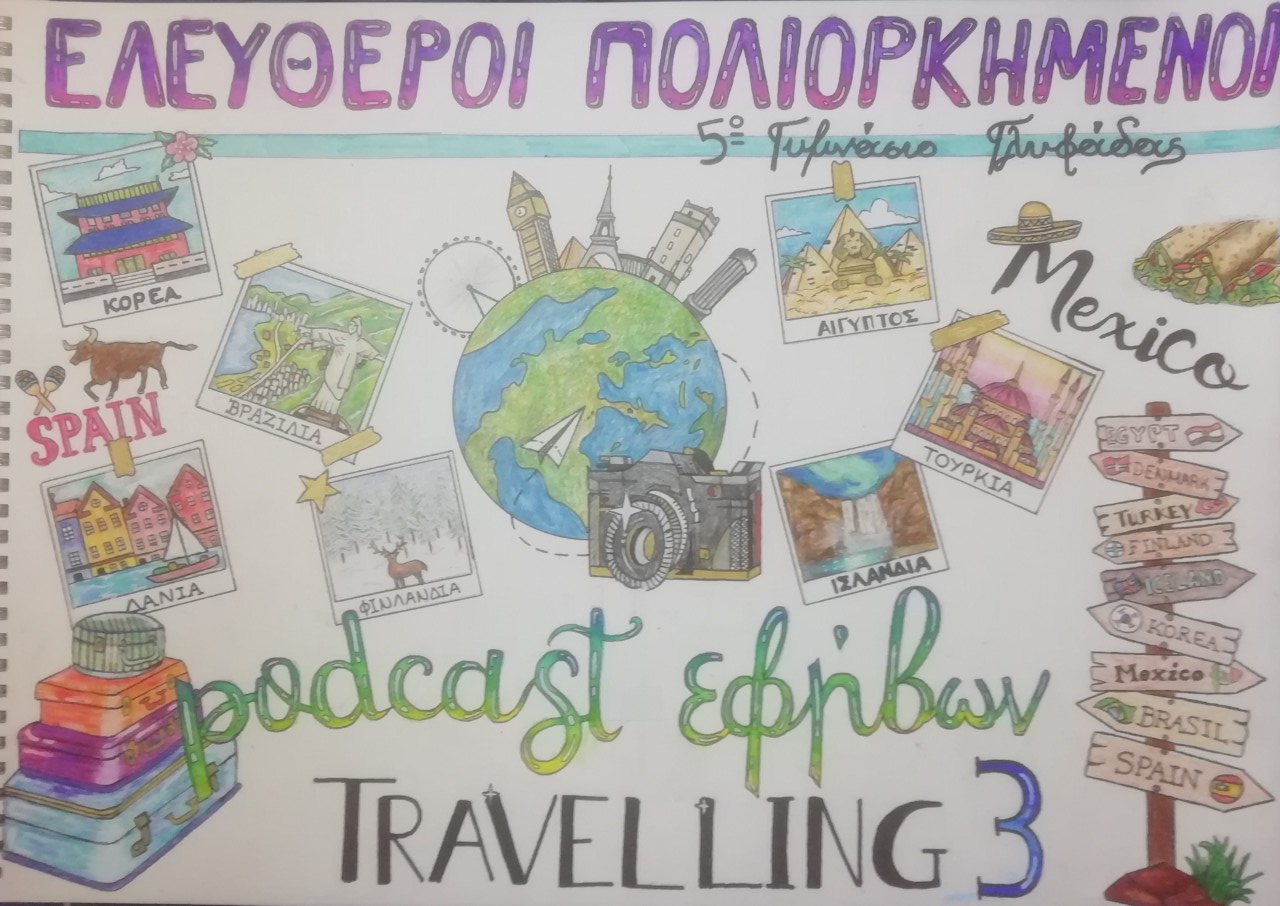 ΕΛΕΥΘΕΡΟΙ ΠΟΛΙΟΡΚΗΜΕΝΟΙ
5ο Γυμνάσιο Γλυφάδας
ΚΟΡΕΑ
ΒΡΑΖΙΛΙΑ
SPAIN
ΔΑΝΙΑ
ΦΙΝΛΑΝΔΙΑ
ΑΙΓΥΠΤΟΣ
Mexico
ΤΟΥΡΚΙΑ
ΙΣΛΑΝΔΙΑ
EGYPT
DENMARK
TURKEY
FINLAND
ICELAND
KOREA
Mexico
BRASIL
SPAIN
podcast εφήβων
TRAVELLING 3